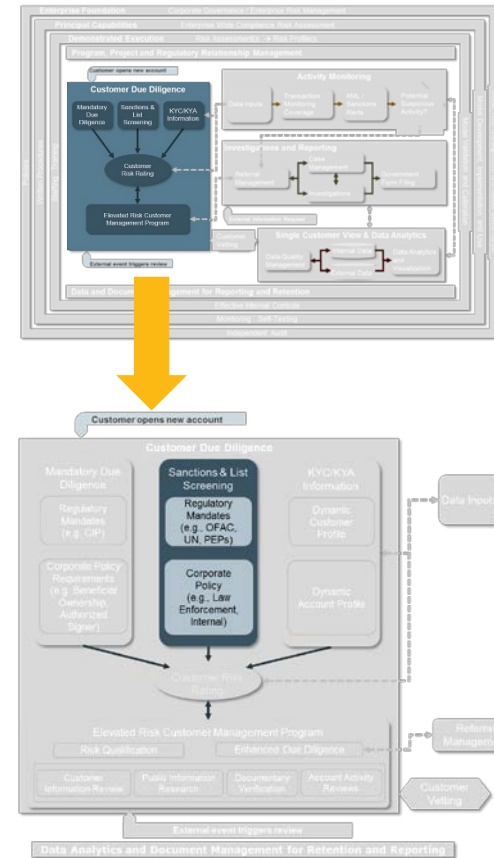 Enterprise Foundation
Corporate Governance / Enterprise Risk Management
Principal Capabilities
Enterprise Wide Compliance Risk Assessment
Demonstrated Execution
Risk Assessments → Risk Profiles
Program, Project and Regulatory Relationship Management
Customer opens new account
Customer Due Diligence
Mandatory
Due
Diligence
Sanctions &
List
Screening
KYC/KYA
Information
Customer
Risk Rating
Elevated Risk Customer
Management Program
External event triggers review
Activity Monitoring
Data Inputs
Transaction
Monitoring
Coverage
AML /
Sanctions
Alerts
Potential
Suspicious
Activity?
Investigations and Reporting
Referral
Management
Case
Management
Investigations
Government
Form Filing
External Information Request
Customer
Vetting
Single Customer View & Data Analytics
Data Quality
Management
Internal Data
External Data
Data Analytics
and
Visualization
Data and Document Management for Reporting and Retention
Effective Internal Controls
Monitoring / Self-Testing
Independent Audit
Customer opens new account
Customer Due Diligence
Mandatory Due
Diligence
Regulatory
Mandates
(e.g. CIP)
Corporate Policy
Requirements
(e.g. Beneficial
Ownership,
Authorized
Signer)
Sanctions & List
Screening
Regulatory
Mandates
(e.g., OFAC,
UN, PEPs)
Corporate
Policy
(e.g., Law
Enforcement,
Internal)
KYC/KYA
Information
Dynamic
Customer
Profile
Dynamic
Account Profile
Data Inputs
Customer Risk
Rating
Elevated Risk Customer Management Program
Risk Qualification
Enhanced Due Diligence
Customer
Information Review
Public Information
Research
Documentary
Verification
Account Activity
Reviews
Referral
Management
Customer
Vetting
External event triggers review
Data Analytics and Document Management for Retention and Reporting